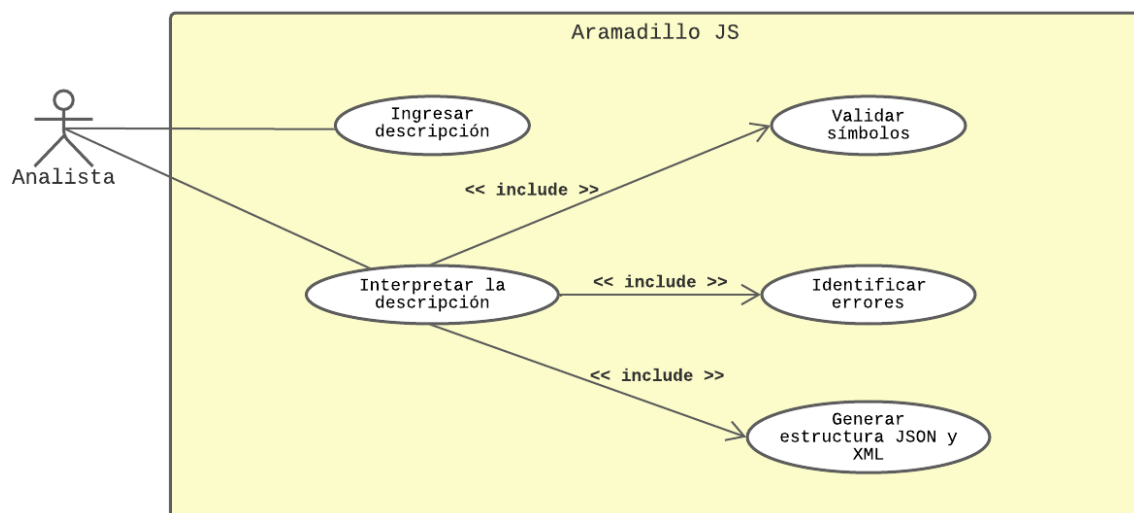 Aramadillo JS
Ingresar
descripción
Validar
símbolos
Analista
<< include >>
Interpretar la
descripción
<< include >>
Identificar
errores
<< include >>
Generar
estructura JSON y
XML